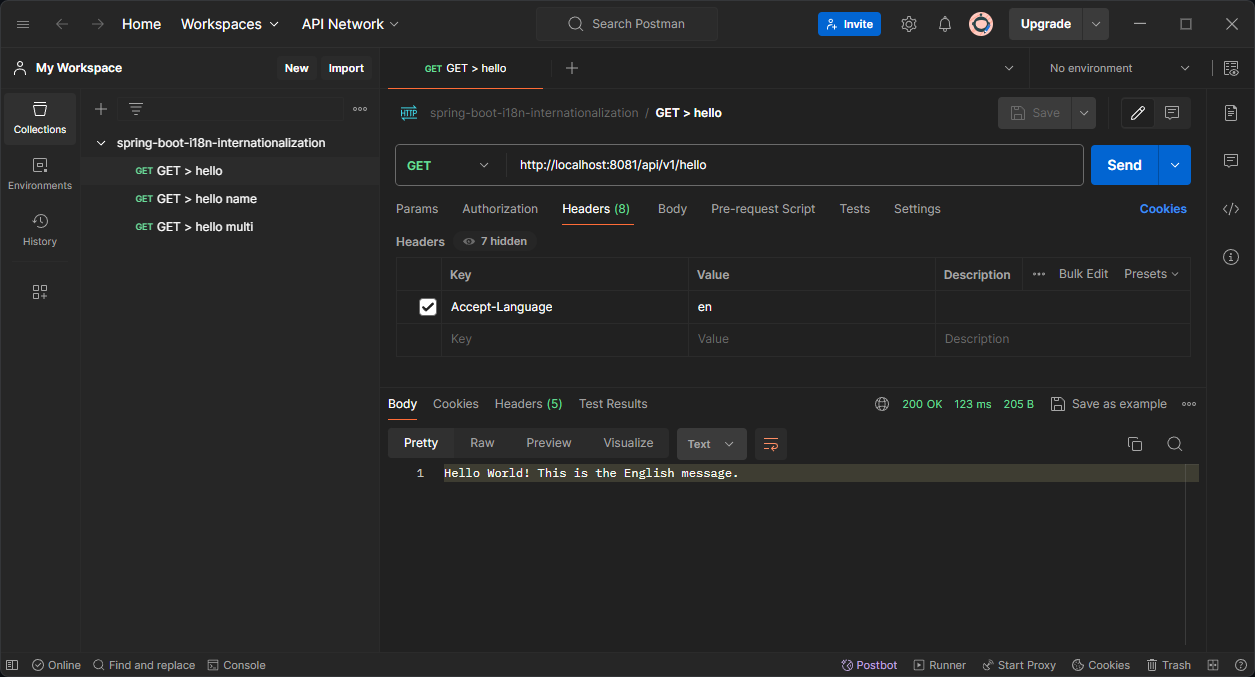 Home Workspaces API Network Search Postman Invite Upgrade
My Workspace New Import GET GET > hello No environment
Collections
Environments
History
spring-boot-i18n-internationalization
GET GET > hello
GET GET > hello name
GET GET > hello multi
HTTP spring-boot-i18n-internationalization / GET > hello Save
GET http://localhost:8081/api/v1/hello Send
Params Authorization Headers (8) Body Pre-request Script Tests Settings Cookies
Headers 7 hidden
Key Value Description Bulk Edit Presets
Accept-Language en
Key Value Description
Body Cookies Headers (5) Test Results 200 OK 123 ms 205 B Save as example
Pretty Raw Preview Visualize Text
1 Hello World! This is the English message.
Online Find and replace Console Postbot Runner Start Proxy Cookies Trash